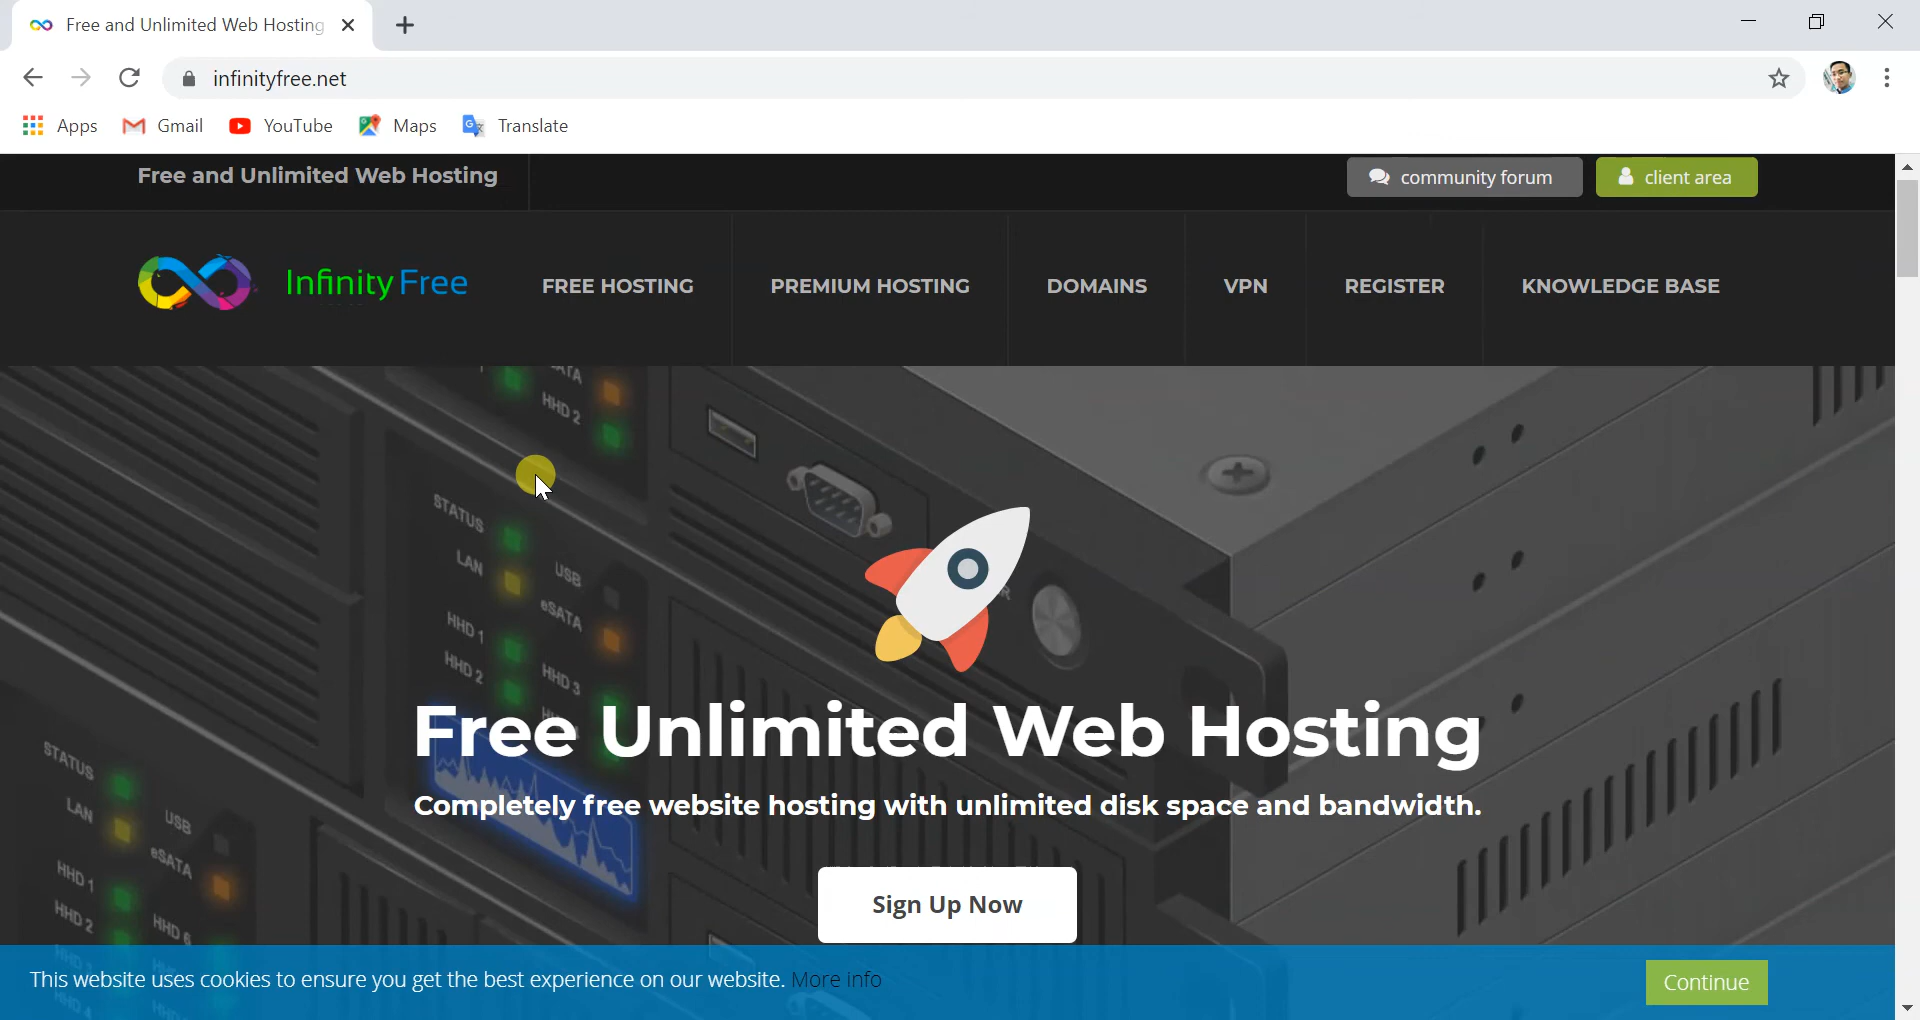 Free and Unlimited Web Hosting
infinityfree.net
Apps Gmail YouTube Maps Translate
Free and Unlimited Web Hosting community forum client area
InfinityFree FREE HOSTING PREMIUM HOSTING DOMAINS VPN REGISTER KNOWLEDGE BASE
HHD 2
STATUS
LAN
USB
eSATA
HHD 1
HHD 2
HHD 3
Free Unlimited Web Hosting
Completely free website hosting with unlimited disk space and bandwidth.
STATUS
LAN
USB
eSATA
HHD 1
HHD 2
HHD 6
Sign Up Now
This website uses cookies to ensure you get the best experience on our website. More info Continue